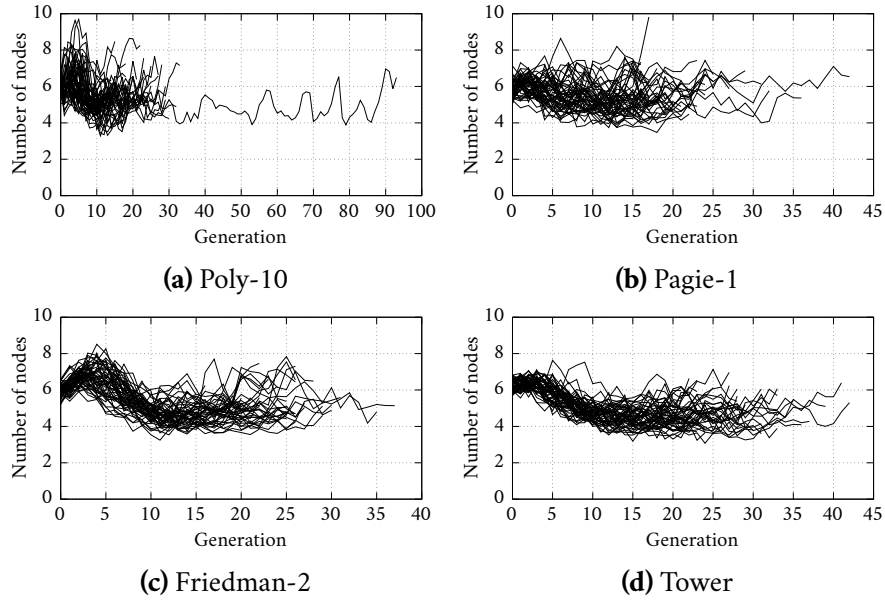 10
8
6
4
2
0
Number of nodes
0 10 20 30 40 50 60 70 80 90 100
Generation
(a) Poly-10
10
8
6
4
2
0
Number of nodes
0 5 10 15 20 25 30 35 40 45
Generation
(b) Pagie-1
10
8
6
4
2
0
Number of nodes
0 5 10 15 20 25 30 35 40
Generation
(c) Friedman-2
10
8
6
4
2
0
Number of nodes
0 5 10 15 20 25 30 35 40 45
Generation
(d) Tower